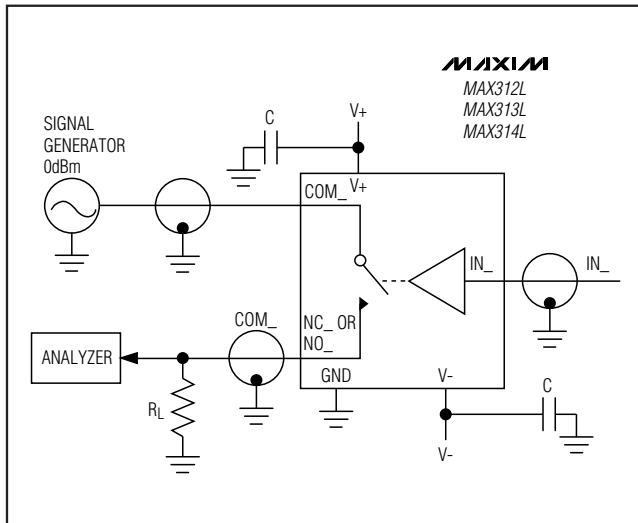 MAXIM
MAX312L
MAX313L
MAX314L
V+
C
SIGNAL
GENERATOR
0dBm
V+
COM_
IN_
IN_
COM_
NC_ OR
NO_
ANALYZER
GND
V-
C
RL
V-